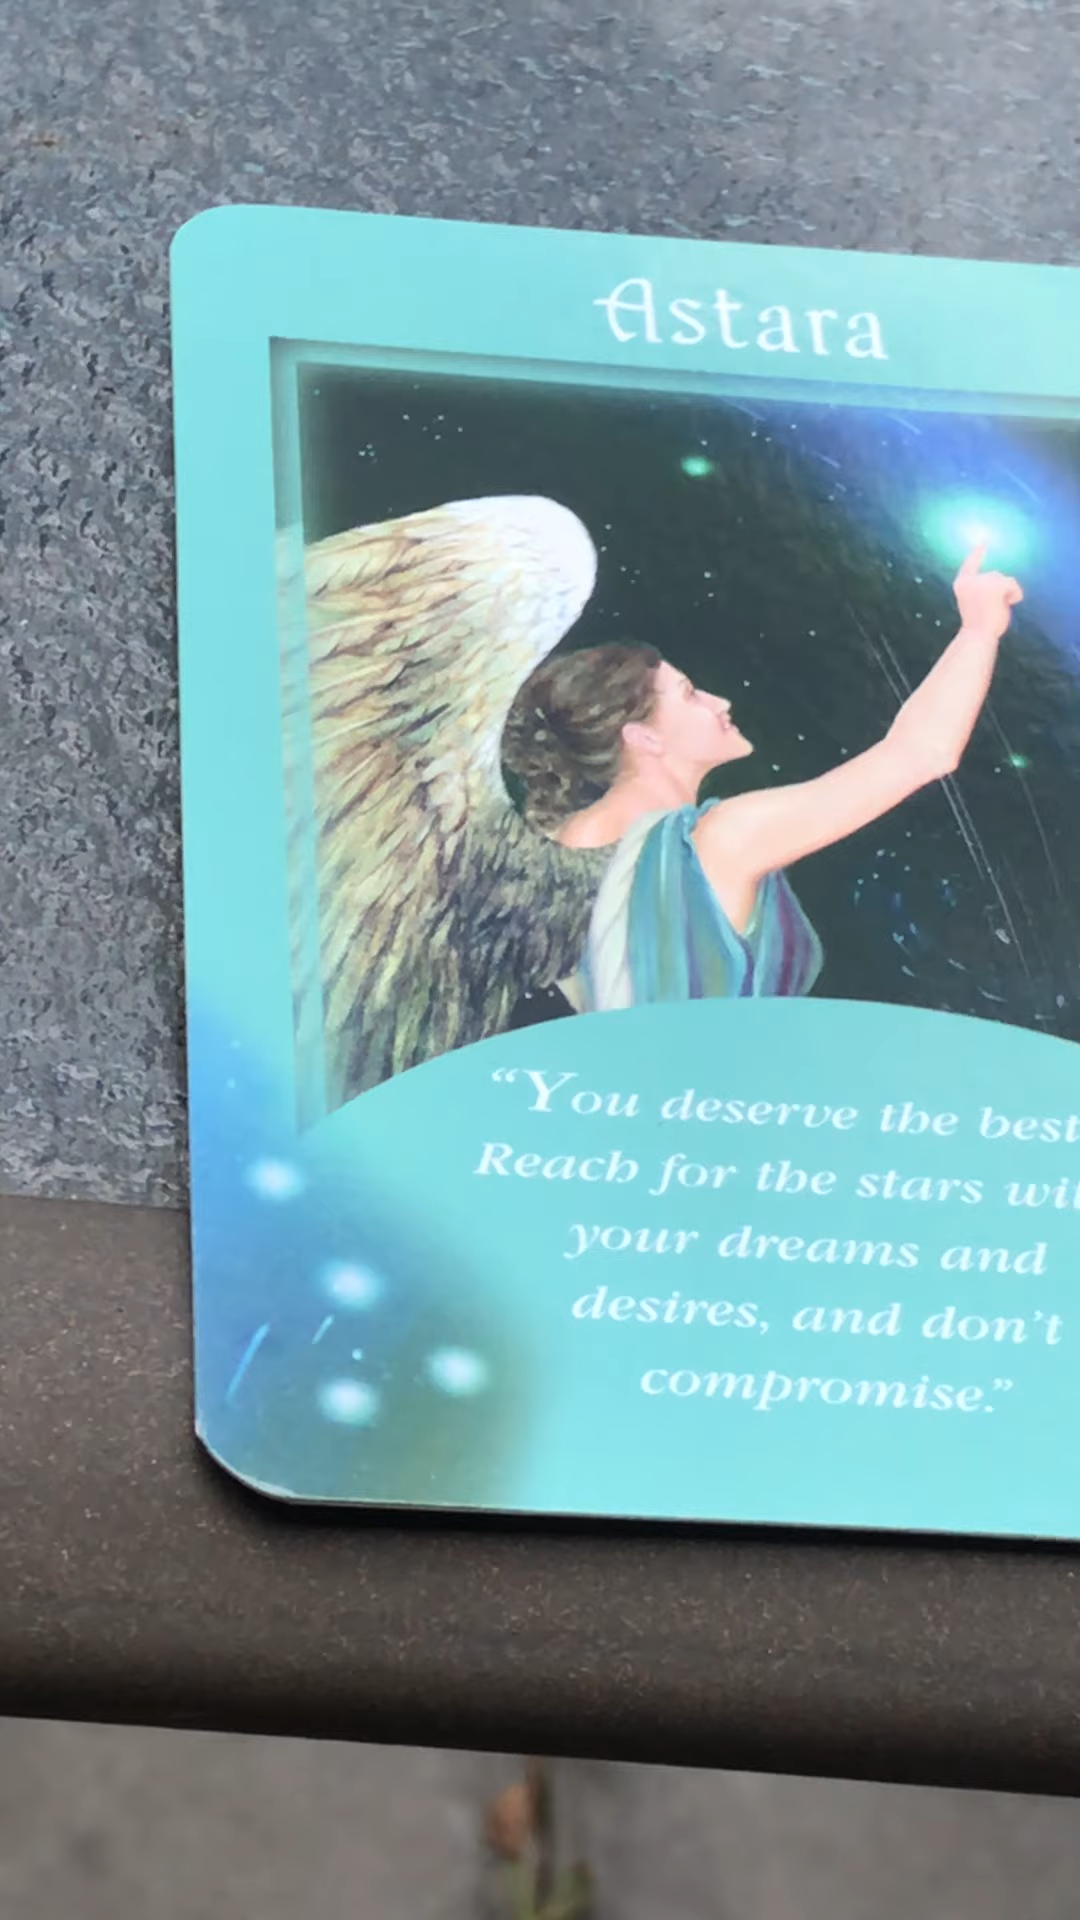 Astara
“You deserve the best
Reach for the stars
your dreams and
desires, and don’t
compromise.”